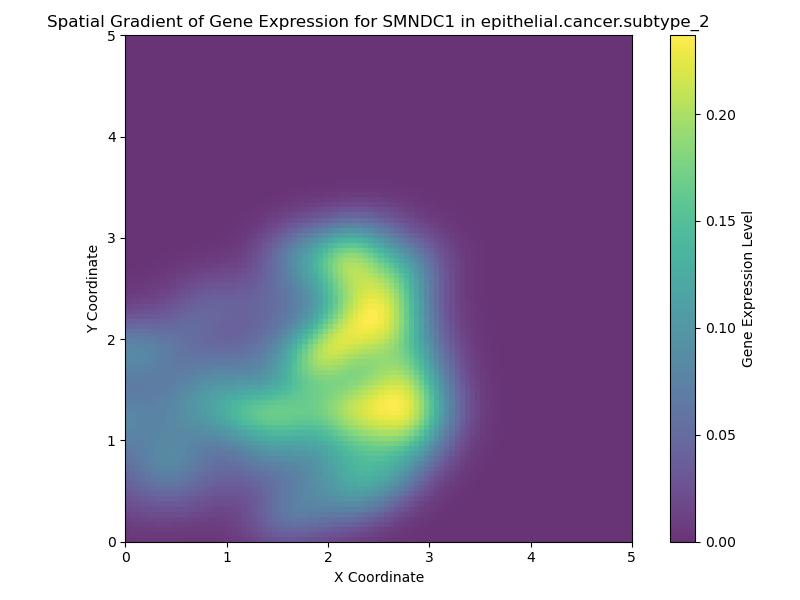 Spatial Gradient of Gene Expression for SMNDC1 in epithelial.cancer.subtype_2
5
4
3
2
1
0
0 1 2 3 4 5
X Coordinate
Y Coordinate
0.20
0.15
0.10
0.05
0.00
Gene Expression Level